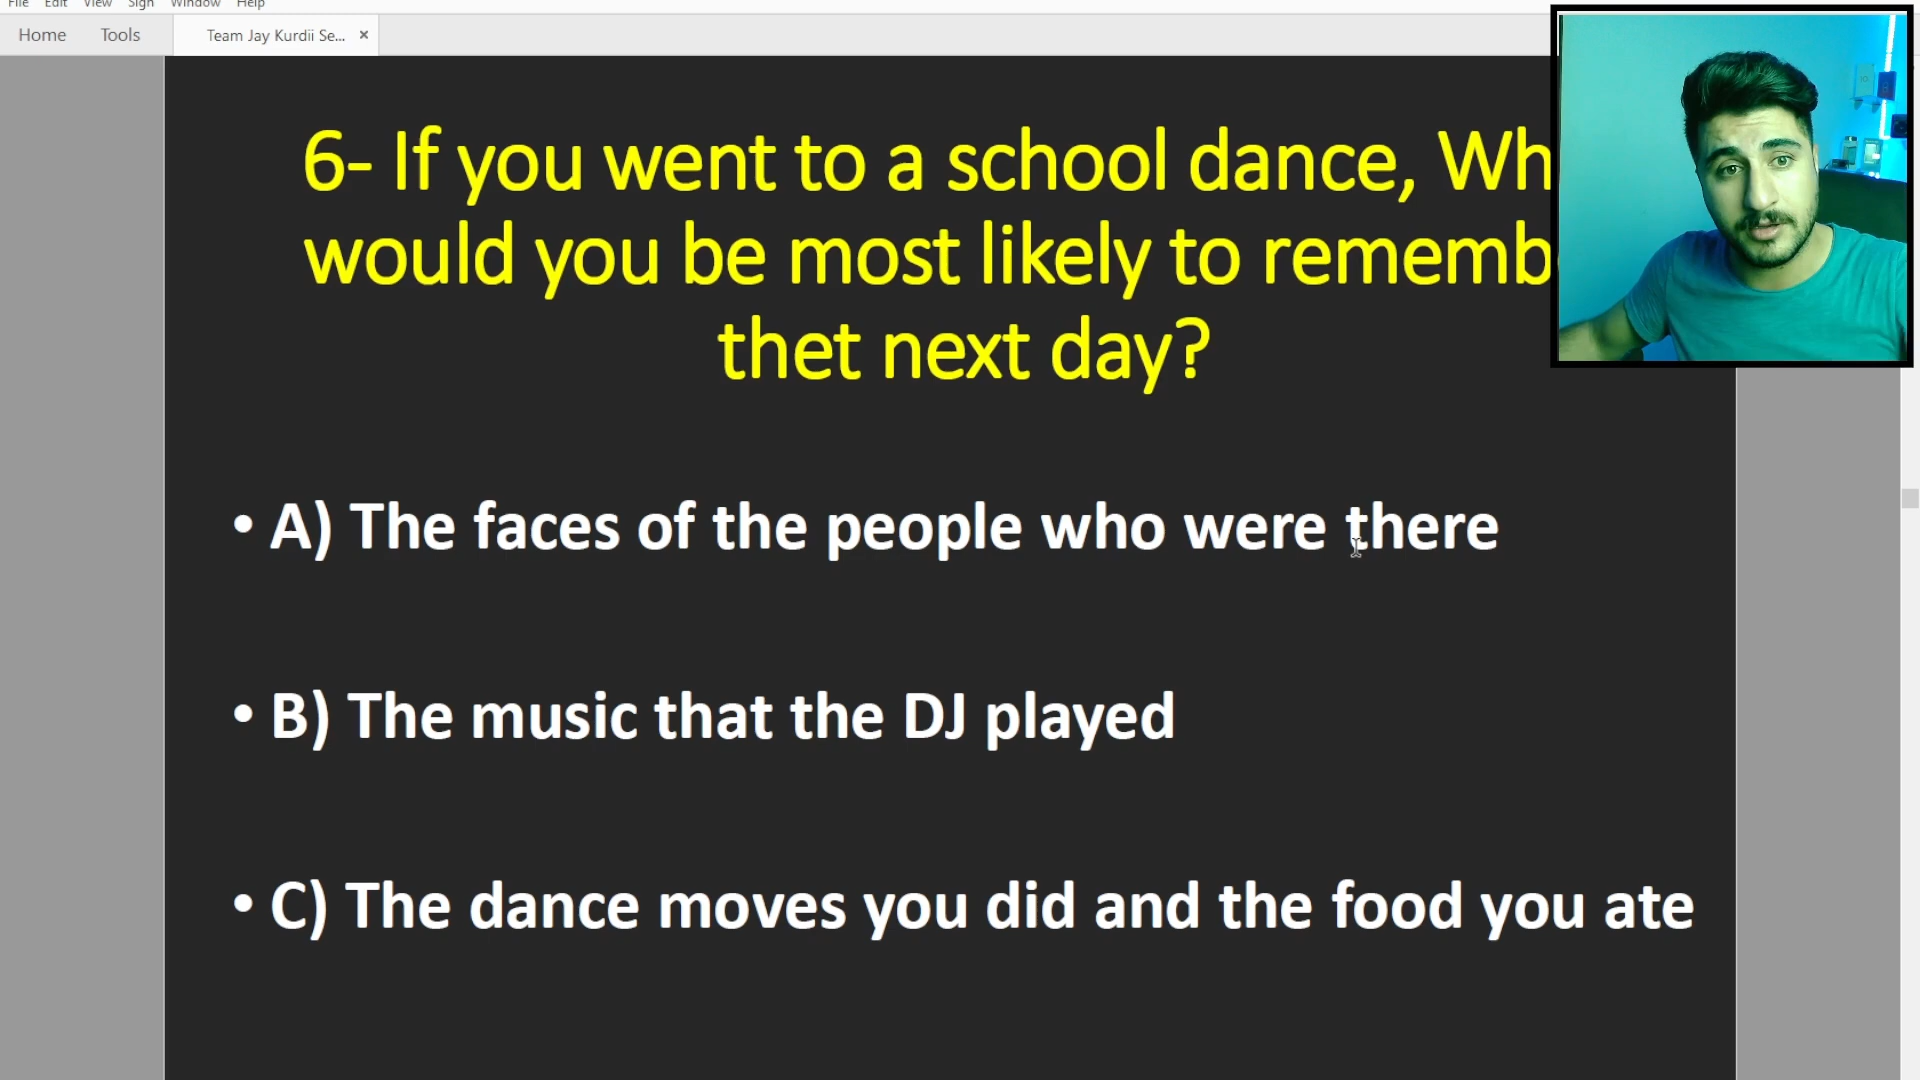 File Edit View Sign Window Help
Home Tools Team Jay Kurdii Se... ×
6- If you went to a school dance, Wh
would you be most likely to rememb
thet next day?
• A) The faces of the people who were there
• B) The music that the DJ played
• C) The dance moves you did and the food you ate